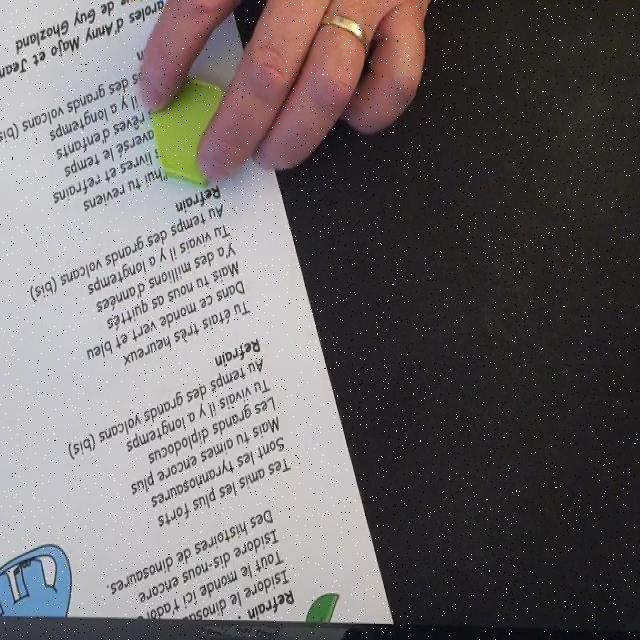 Refrain
Isidore le
Tout le monde ici
Isidore dis-nous encore
Des histoires de dinosaures.
Tes amis les plus forts
Sont les tyrannosaures
Mais tu aimes encore plus
Les grands diplodocus
Tu vivais il y a longtemps
Au temps des grands volcans (bis)
Refrain
Tu étais très heureux
Dans ce monde vert et bleu
Mais tu nous as quittés
Y'a des millions d'années
Tu vivais il y a longtemps
Au temps des grands volcans (bis)
Refrain
'hui tu reviens
livres et refrains
aversé le temps
rêves d'enfants
il y a longtemps
des grands volcans (bis)
aroles d'Anny Majo et Jean
de Guy Ghozland